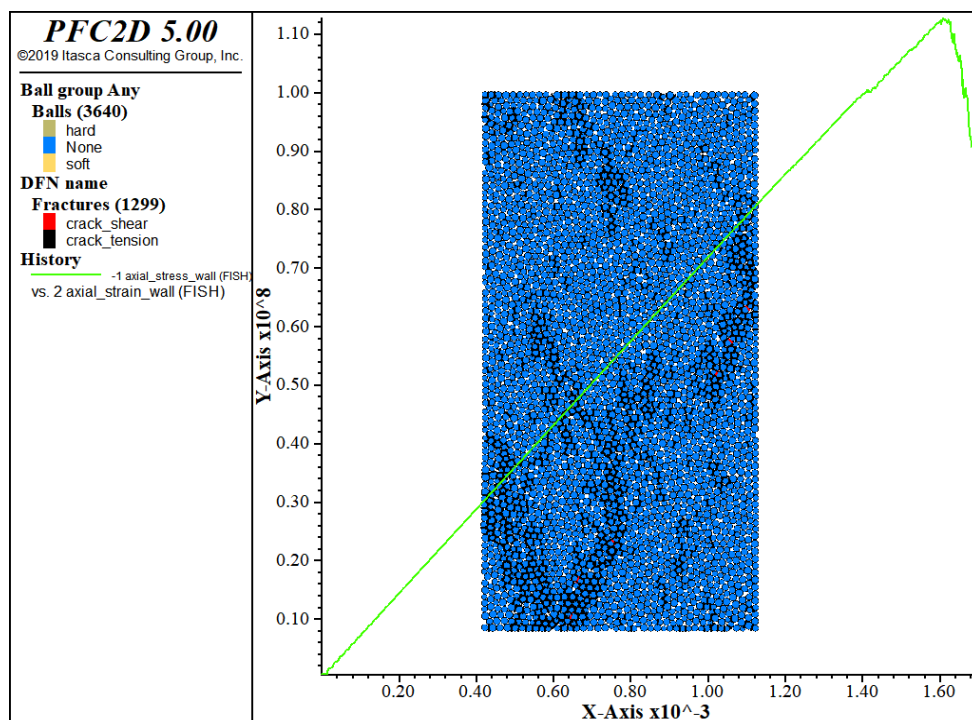 PFC2D 5.00
©2019 Itasca Consulting Group, Inc.
Ball group Any
Balls (3640)
hard
None
soft
DFN name
Fractures (1299)
crack_shear
crack_tension
History
-1 axial_stress_wall (FISH)
vs. 2 axial_strain_wall (FISH)
Y-Axis x10^8
1.10
1.00
0.90
0.80
0.70
0.60
0.50
0.40
0.30
0.20
0.10
0.20
0.40
0.60
0.80
1.00
1.20
1.40
1.60
X-Axis x10^-3